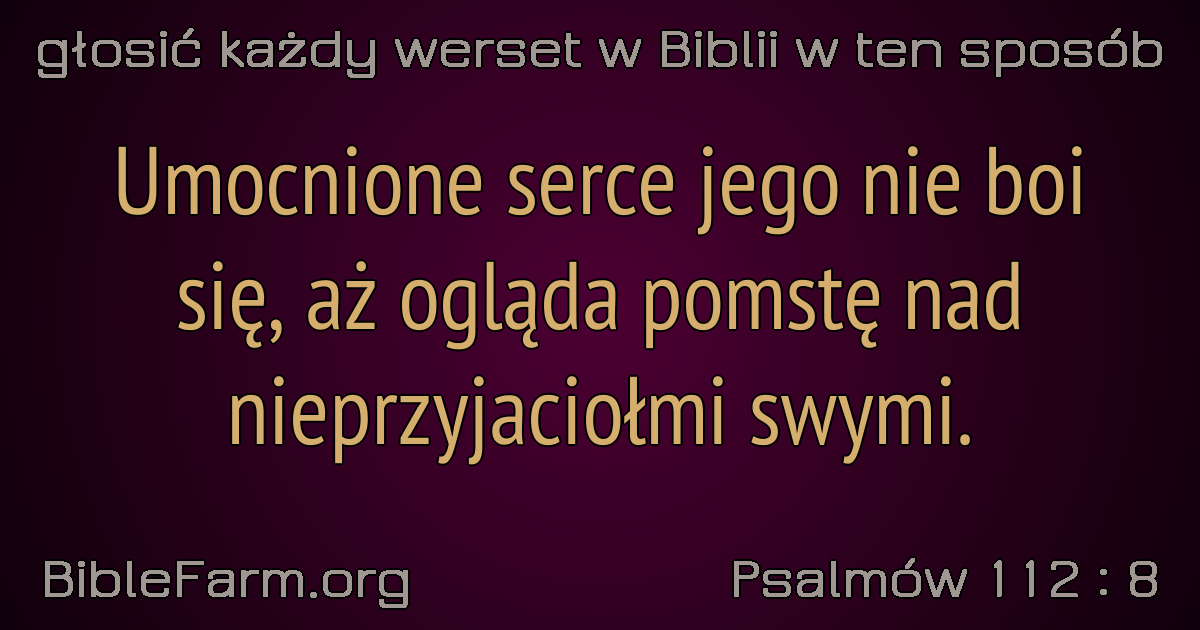 głosić każdy werset w Biblii w ten sposób
Umocnione serce jego nie boi
się, aż ogląda pomstę nad
nieprzyjaciołmi swymi.
BibleFarm.org
Psalmów 112 : 8